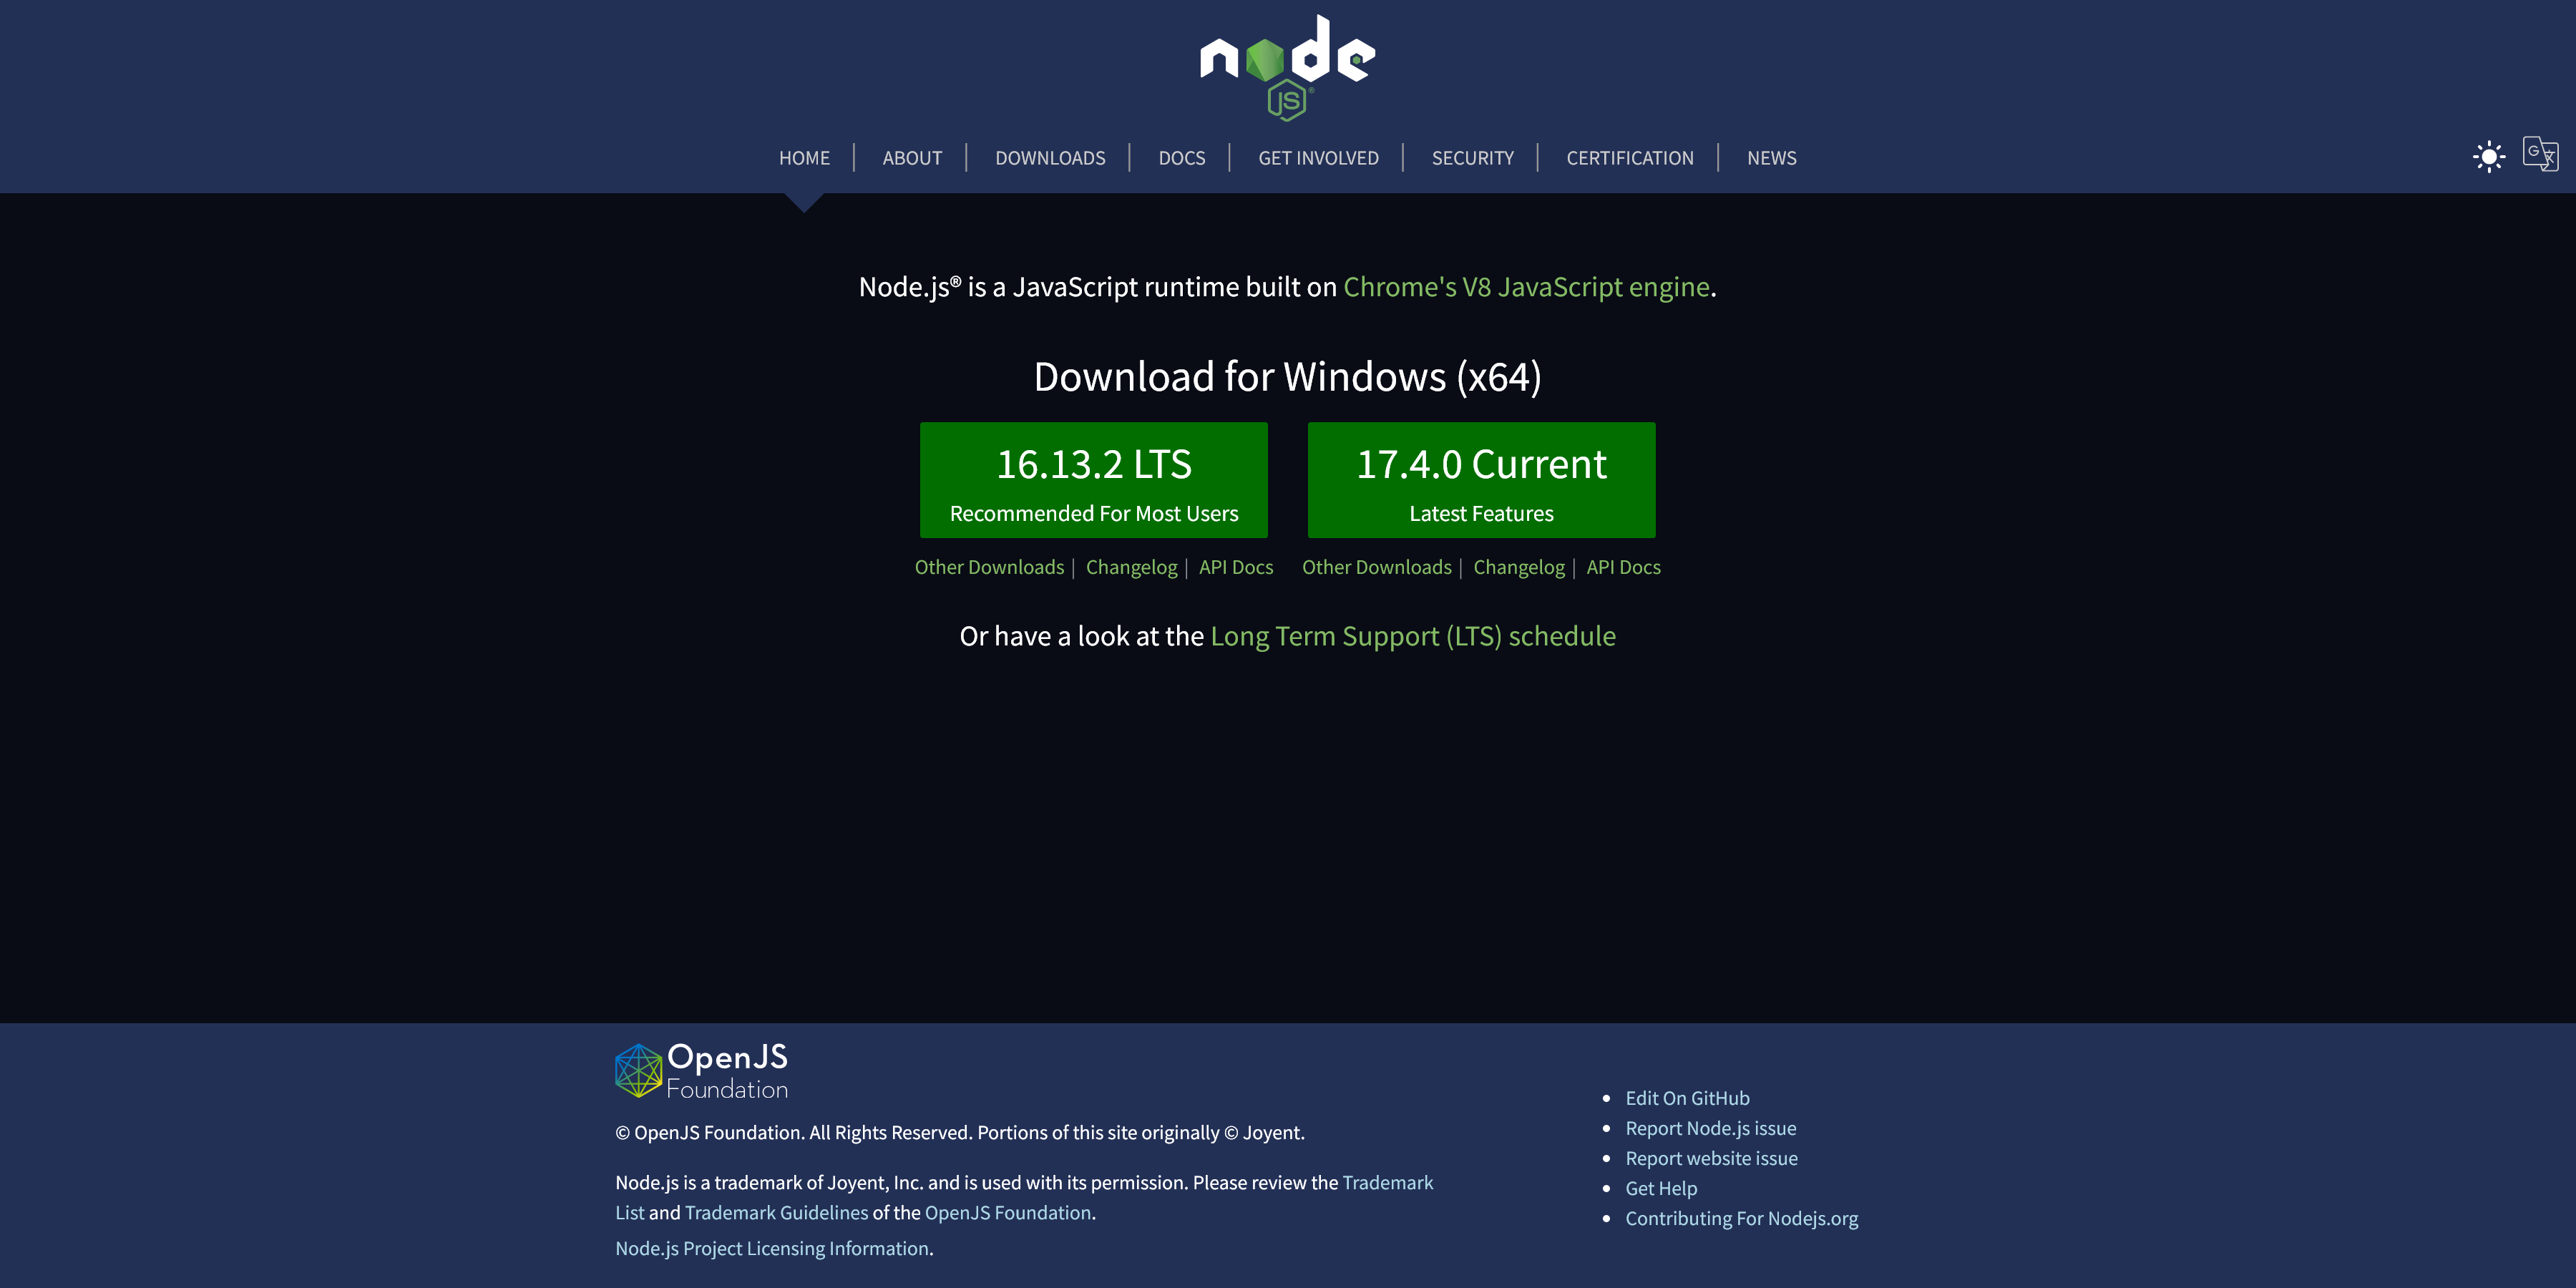 node
JS®
HOME | ABOUT | DOWNLOADS | DOCS | GET INVOLVED | SECURITY | CERTIFICATION | NEWS
G文
Node.js® is a JavaScript runtime built on Chrome's V8 JavaScript engine.
Download for Windows (x64)
16.13.2 LTS
Recommended For Most Users
17.4.0 Current
Latest Features
Other Downloads | Changelog | API Docs
Other Downloads | Changelog | API Docs
Or have a look at the Long Term Support (LTS) schedule
OpenJS
Foundation
© OpenJS Foundation. All Rights Reserved. Portions of this site originally © Joyent.
Node.js is a trademark of Joyent, Inc. and is used with its permission. Please review the Trademark
List and Trademark Guidelines of the OpenJS Foundation.
Node.js Project Licensing Information.
Edit On GitHub
Report Node.js issue
Report website issue
Get Help
Contributing For Nodejs.org